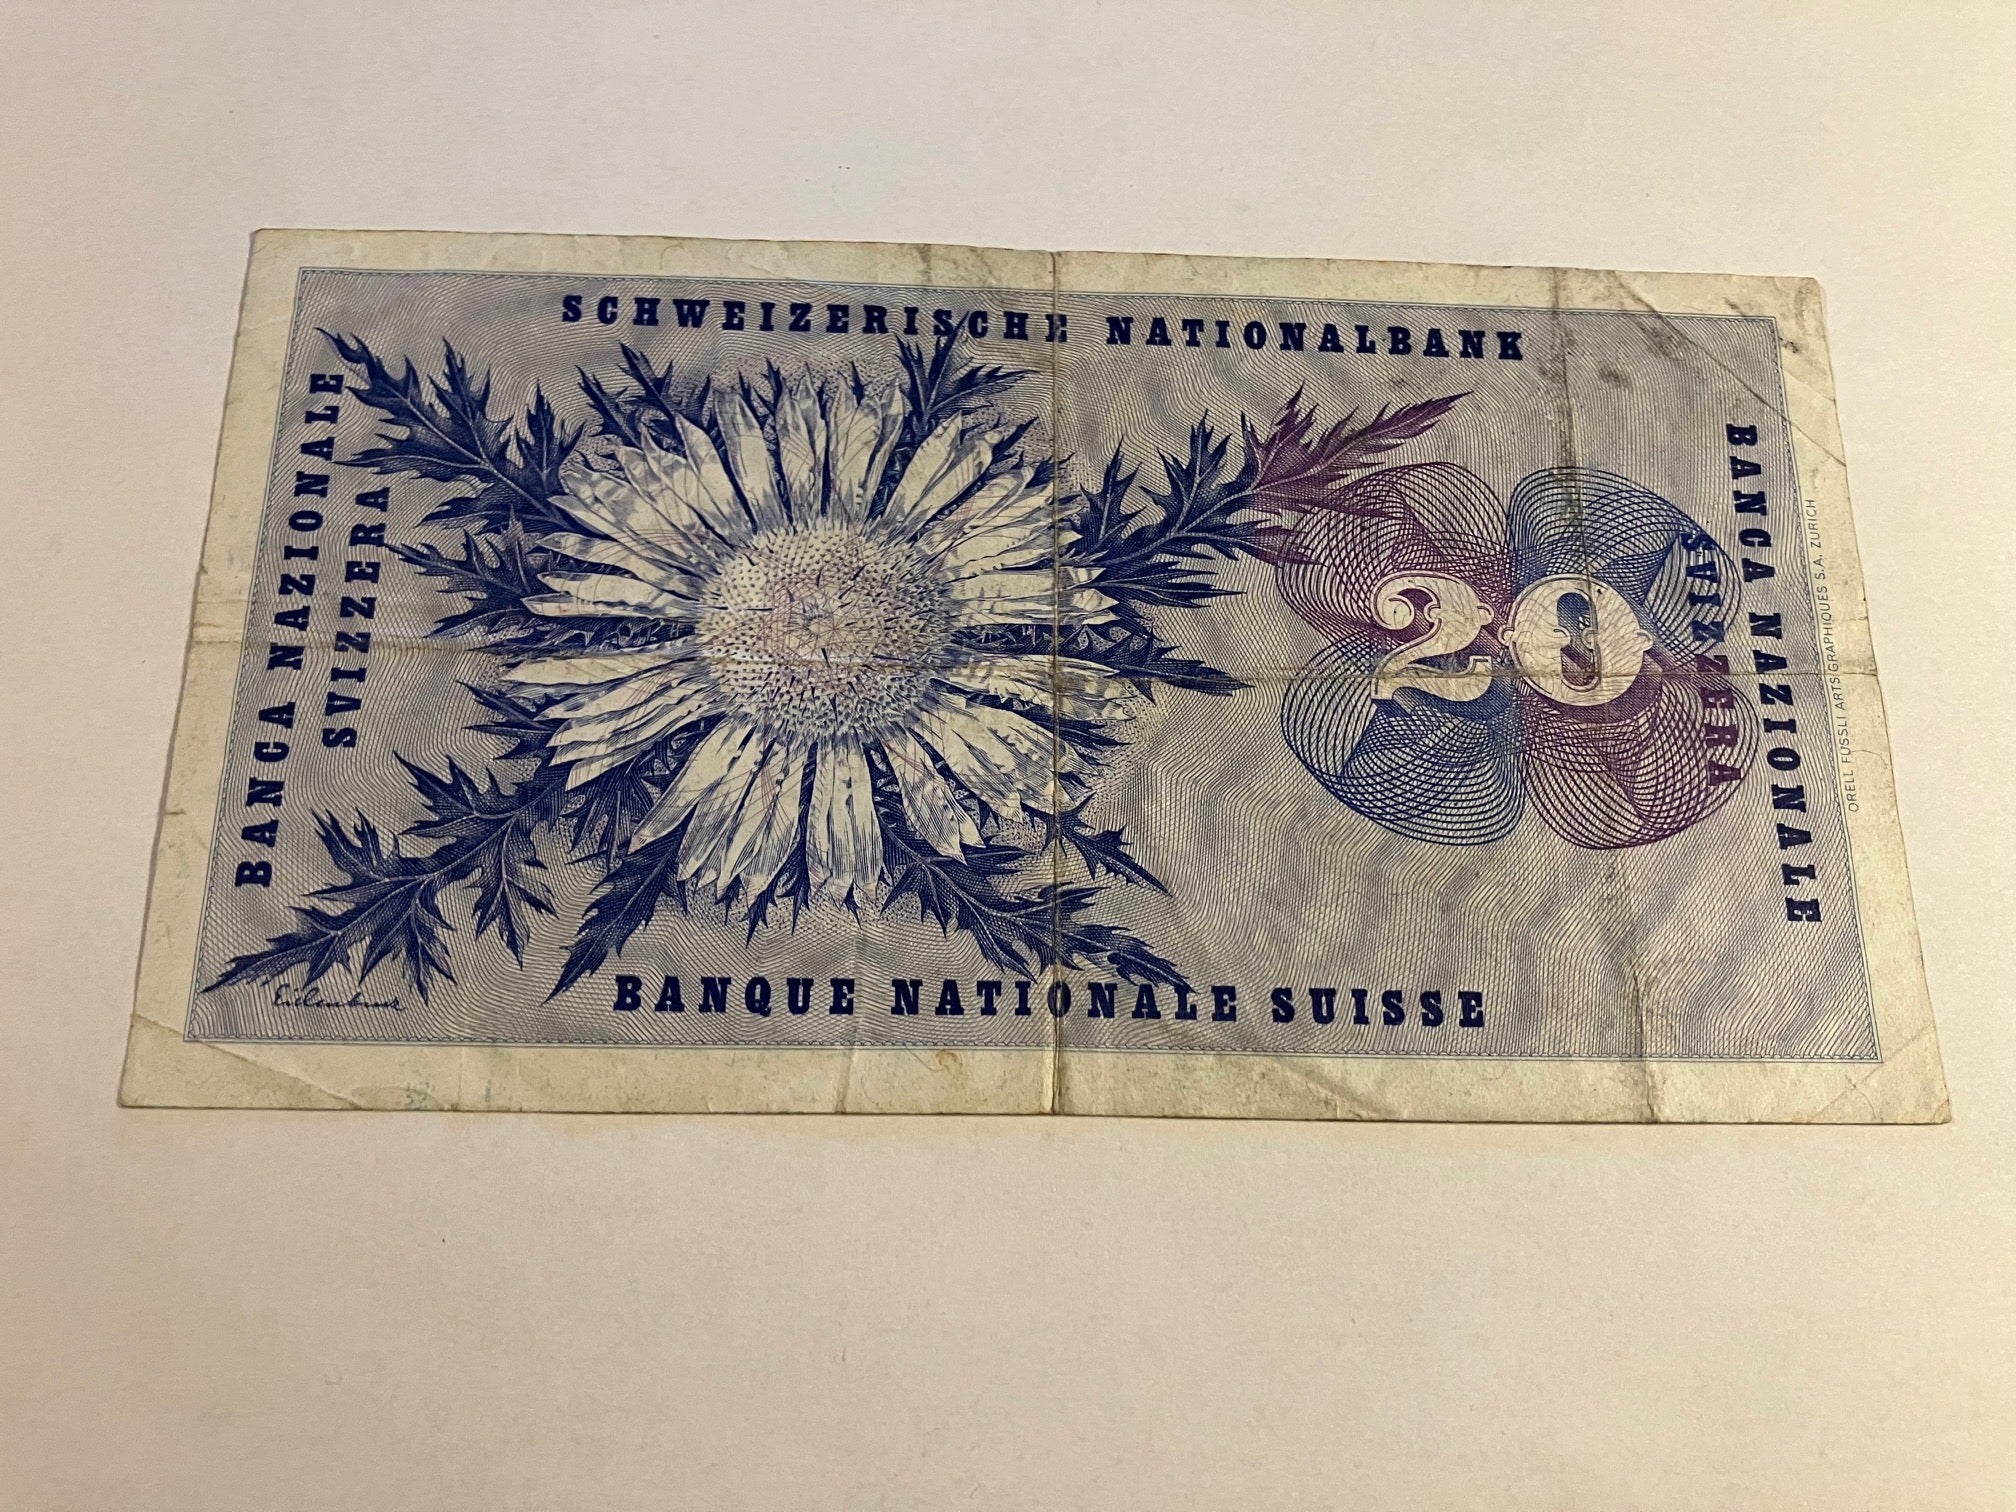 SCHWEIZERISCHE NATIONALBANK
BANCA NAZIONALE
SVIZZERA
20
BANCA NAZIONALE
SVIZZERA
ORELL FÜSSLI ARTS GRAPHIQUES S.A. ZURICH
BANQUE NATIONALE SUISSE